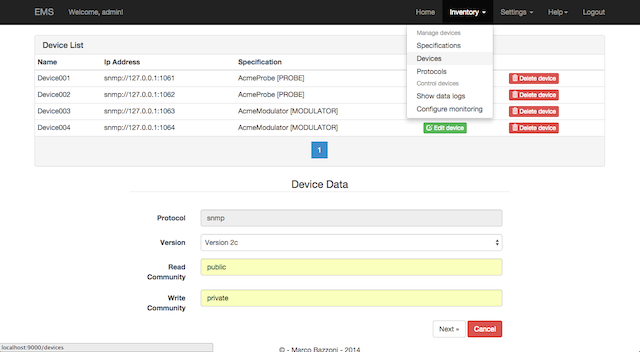 EMS Welcome, admin! Home Inventory Settings Help Logout
Manage devices
Specifications
Devices
Protocols
Control devices
Show data logs
Configure monitoring
Device List
Name Ip Address Specification
Device001 snmp://127.0.0.1:1061 AcmeProbe [PROBE] Delete device
Device002 snmp://127.0.0.1:1062 AcmeProbe [PROBE] Delete device
Device003 snmp://127.0.0.1:1063 AcmeModulator [MODULATOR] Delete device
Device004 snmp://127.0.0.1:1064 AcmeModulator [MODULATOR] Edit device Delete device
1
Device Data
Protocol snmp
Version Version 2c
Read Community public
Write Community private
Next » Cancel
localhost:9000/devices
© - Marco Bazzoni - 2014